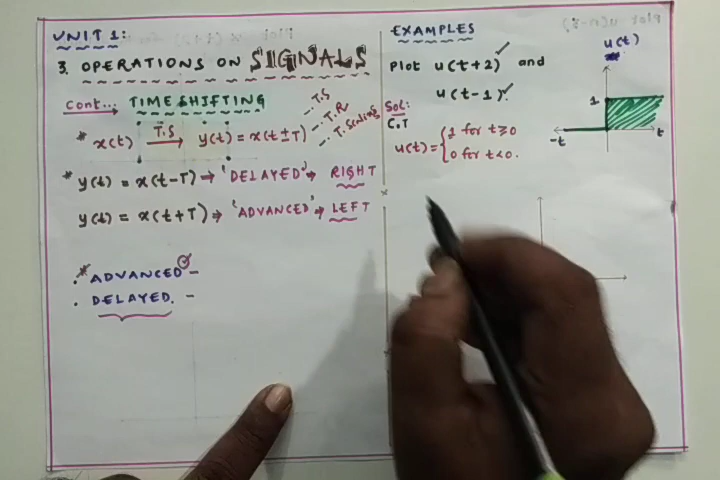 UNIT 1:
3. OPERATIONS ON SIGNALS
Cont... TIME SHIFTING
- T.S
- T.R
- T. Scaling
* x(t) T.S → y(t) = x(t±T)
* y(t) = x(t-T) → 'DELAYED' → RIGHT
y(t) = x(t+T) → 'ADVANCED' → LEFT
* ADVANCED -
. DELAYED. -
EXAMPLES
Plot u(t+2) ✓ and
u(t-1) ✓.
Sol:
C.T
u(t) = { 1 for t≥0
0 for t<0.
u(t)
1
-t
t